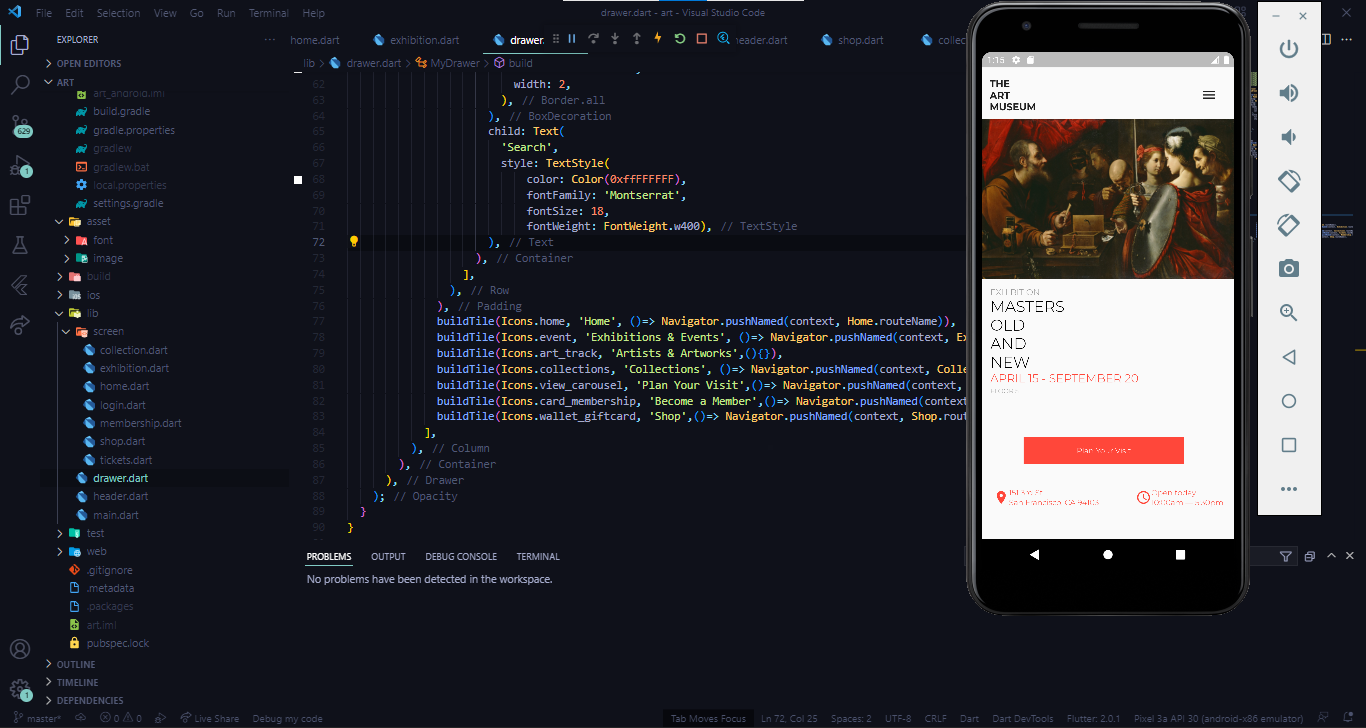 File Edit Selection View Go Run Terminal Help
drawer.dart - art - Visual Studio Code
EXPLORER
OPEN EDITORS
ART
art_android.iml
build.gradle
gradle.properties
gradlew
gradlew.bat
local.properties
settings.gradle
asset
font
image
build
ios
lib
screen
collection.dart
exhibition.dart
home.dart
login.dart
membership.dart
shop.dart
tickets.dart
drawer.dart
header.dart
main.dart
test
web
.gitignore
.metadata
.packages
art.iml
pubspec.lock
OUTLINE
TIMELINE
DEPENDENCIES
629
1
1
home.dart exhibition.dart drawer. header.dart shop.dart collec
lib > drawer.dart > MyDrawer > build
62 width: 2,
63 ), // Border.all
64 ), // BoxDecoration
65 child: Text(
66 'Search',
67 style: TextStyle(
68 color: Color(0xffFFFFFF),
69 fontFamily: 'Montserrat',
70 fontSize: 18,
71 fontWeight: FontWeight.w400), // TextStyle
72 ), // Text
73 ), // Container
74 ],
75 ), // Row
76 ), // Padding
77 buildTile(Icons.home, 'Home', ()=> Navigator.pushNamed(context, Home.routeName)),
78 buildTile(Icons.event, 'Exhibitions & Events', ()=> Navigator.pushNamed(context, Ex
79 buildTile(Icons.art_track, 'Artists & Artworks',(){}),
80 buildTile(Icons.collections, 'Collections', ()=> Navigator.pushNamed(context, Colle
81 buildTile(Icons.view_carousel, 'Plan Your Visit',()=> Navigator.pushNamed(context,
82 buildTile(Icons.card_membership, 'Become a Member',()=> Navigator.pushNamed(context
83 buildTile(Icons.wallet_giftcard, 'Shop',()=> Navigator.pushNamed(context, Shop.rout
84 ],
85 ), // Column
86 ), // Container
87 ), // Drawer
88 ); // Opacity
89 }
90 }
PROBLEMS OUTPUT DEBUG CONSOLE TERMINAL
No problems have been detected in the workspace.
1:15
THE
ART
MUSEUM
EXHIBITION
MASTERS
OLD
AND
NEW
APRIL 15 - SEPTEMBER 20
Plan Your Visit
151 3rd St
San Francisco, CA 94103
Open today
10:00am — 5:30pm
master* 0 0 Live Share Debug my code
Tab Moves Focus Ln 72, Col 25 Spaces: 2 UTF-8 CRLF Dart Dart DevTools Flutter: 2.0.1 Pixel 3a API 30 (android-x86 emulator)